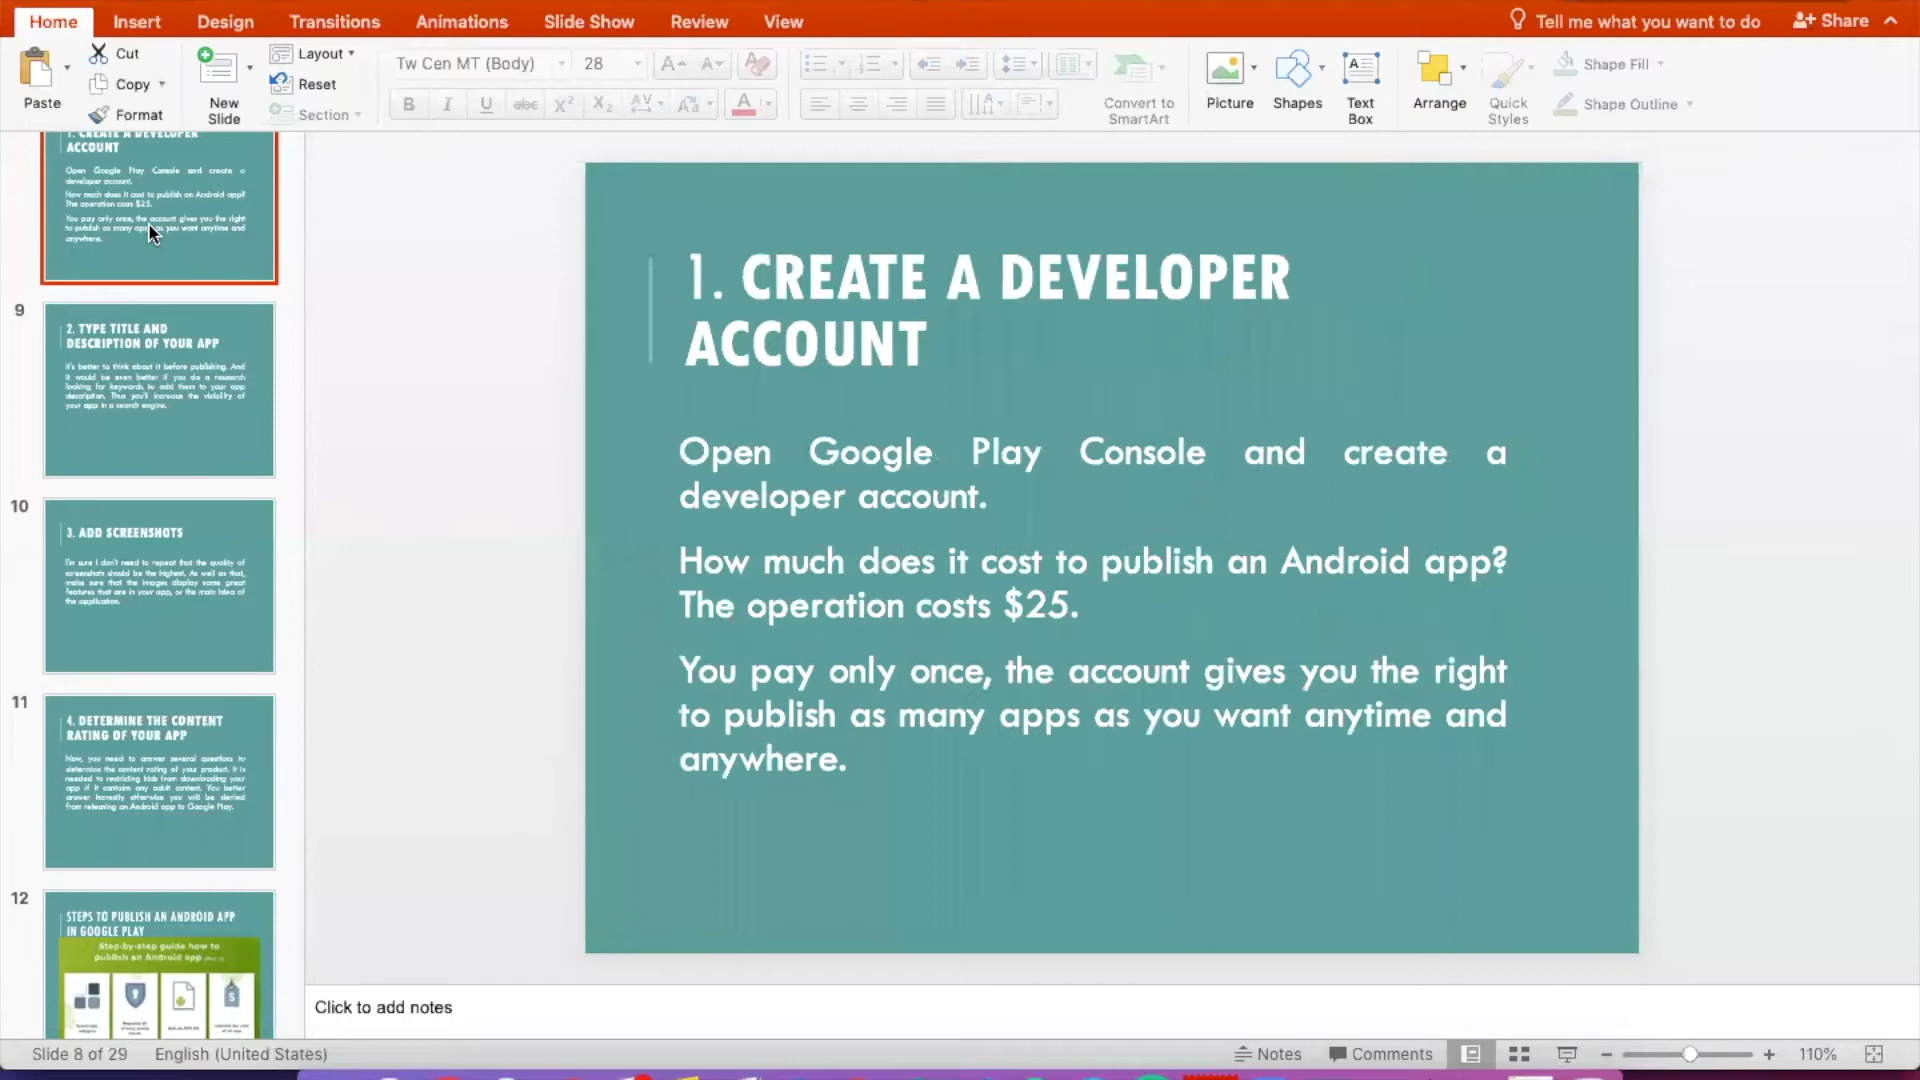 Home Insert Design Transitions Animations Slide Show Review View Tell me what you want to do Share
Paste Cut Copy Format
New Slide Layout Reset Section
Tw Cen MT (Body) 28
Convert to SmartArt
Picture Shapes Text Box Arrange Quick Styles Shape Fill Shape Outline
1. CREATE A DEVELOPER
ACCOUNT
Open Google Play Console and create a
developer account.
How much does it cost to publish an Android app?
The operation costs $25.
You pay only once, the account gives you the right
to publish as many apps as you want anytime and
anywhere.
9
2. TYPE TITLE AND
DESCRIPTION OF YOUR APP
It's better to think about it before publishing. And
it would be even better if you do a research
looking for keywords to add them to your app
description. Thus you'll increase the visibility of
your app in a search engine.
10
3. ADD SCREENSHOTS
I'm sure I don't need to repeat that the quality of
screenshots should be the highest. As well as that,
make sure that the images display some great
features that are in your app, or the main idea of
the application.
11
4. DETERMINE THE CONTENT
RATING OF YOUR APP
Now, you need to answer several questions to
determine the content rating of your product. It is
needed to restricting kids from downloading your
app if it contains any adult content. You better
answer honestly otherwise you will be denied
from releasing an Android app to Google Play.
12
STEPS TO PUBLISH AN ANDROID APP
IN GOOGLE PLAY
Step-by-step guide how to
publish an Android app
1. CREATE A DEVELOPER
ACCOUNT
Open Google Play Console and create a
developer account.
How much does it cost to publish an Android app?
The operation costs $25.
You pay only once, the account gives you the right
to publish as many apps as you want anytime and
anywhere.
Click to add notes
Slide 8 of 29 English (United States) Notes Comments 110%